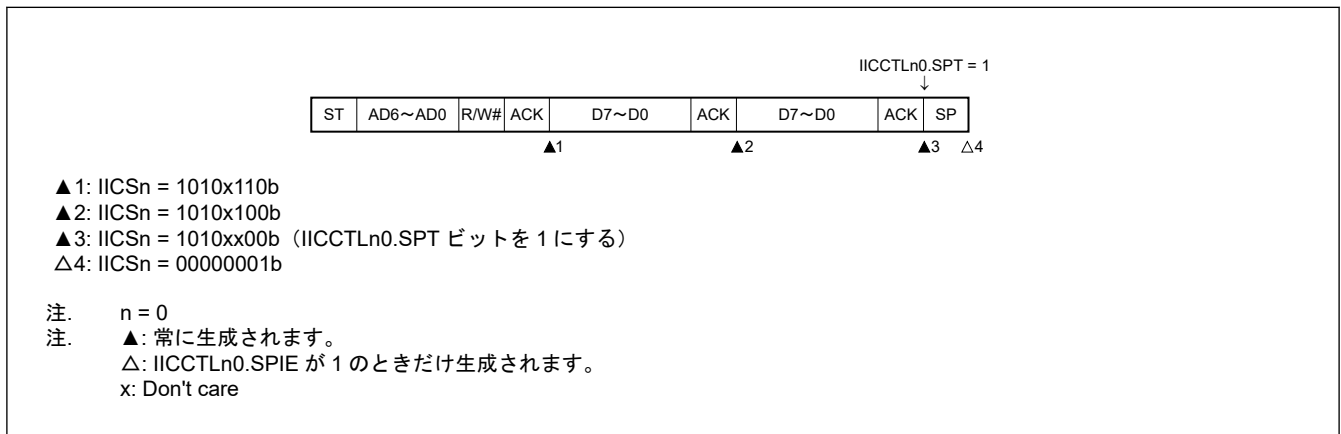 IICCTLn0.SPT = 1
↓
ST AD6～AD0 R/W# ACK D7～D0 ACK D7～D0 ACK SP
▲1 ▲2 ▲3 △4
▲1: IICSn = 1010x110b
▲2: IICSn = 1010x100b
▲3: IICSn = 1010xx00b（IICCTLn0.SPT ビットを 1 にする）
△4: IICSn = 00000001b
注. n = 0
注. ▲: 常に生成されます。
△: IICCTLn0.SPIE が 1 のときだけ生成されます。
x: Don't care